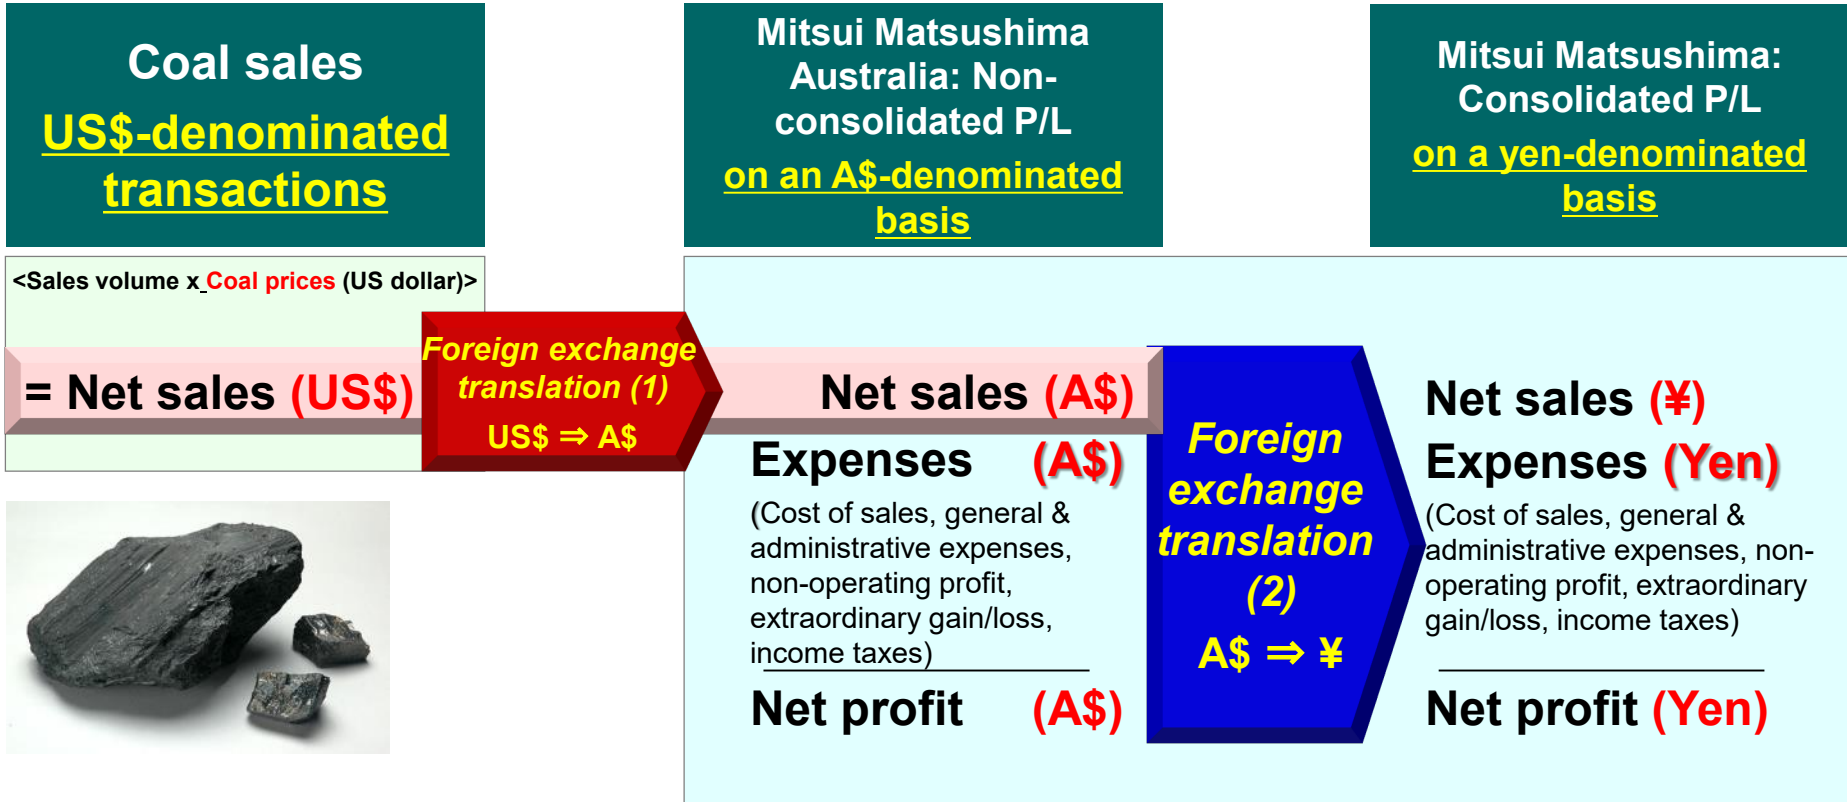 Coal sales
US$-denominated
transactions
Mitsui Matsushima
Australia: Non-
consolidated P/L
on an A$-denominated
basis
Mitsui Matsushima:
Consolidated P/L
on a yen-denominated
basis
<Sales volume x Coal prices (US dollar)>
= Net sales (US$)
Foreign exchange
translation (1)
US$ ⇒ A$
Net sales (A$)
Expenses (A$)
(Cost of sales, general &
administrative expenses,
non-operating profit,
extraordinary gain/loss,
income taxes)
Net profit (A$)
Foreign
exchange
translation
(2)
A$ ⇒ ¥
Net sales (¥)
Expenses (Yen)
(Cost of sales, general &
administrative expenses, non-
operating profit, extraordinary
gain/loss, income taxes)
Net profit (Yen)